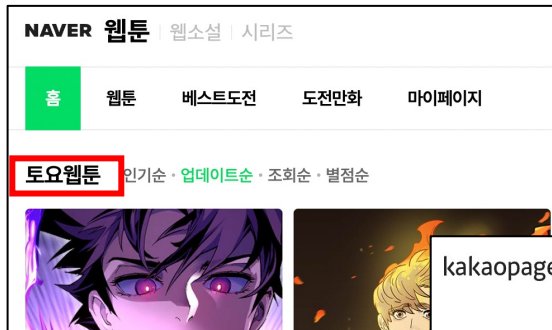 NAVER 웹툰 웹소설 시리즈
홈 웹툰 베스트도전 도전만화 마이페이지
토요웹툰 인기순 · 업데이트순 · 조회순 · 별점순
kakaopage